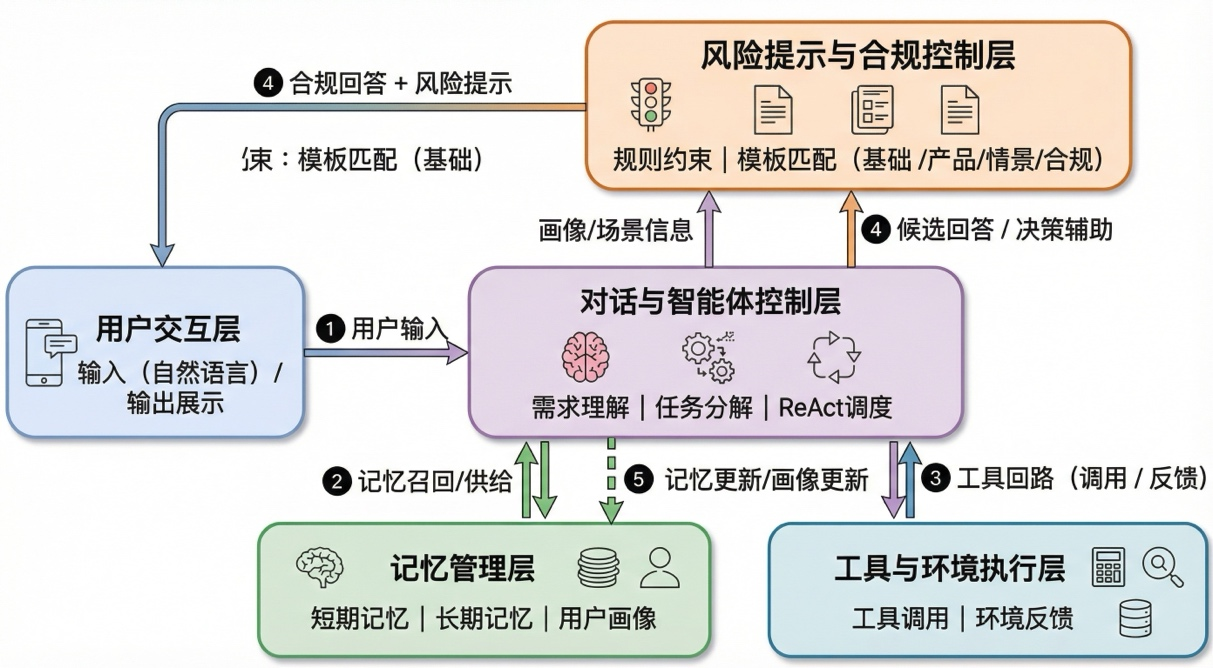 风险提示与合规控制层
规则约束｜模板匹配（基础 /产品/情景/合规）
④ 合规回答 + 风险提示
束：模板匹配（基础）
画像/场景信息
④ 候选回答 / 决策辅助
用户交互层
输入（自然语言）/
输出展示
① 用户输入
对话与智能体控制层
需求理解｜任务分解｜ReAct调度
② 记忆召回/供给
⑤ 记忆更新/画像更新
③ 工具回路（调用 / 反馈）
记忆管理层
短期记忆｜长期记忆｜用户画像
工具与环境执行层
工具调用｜环境反馈